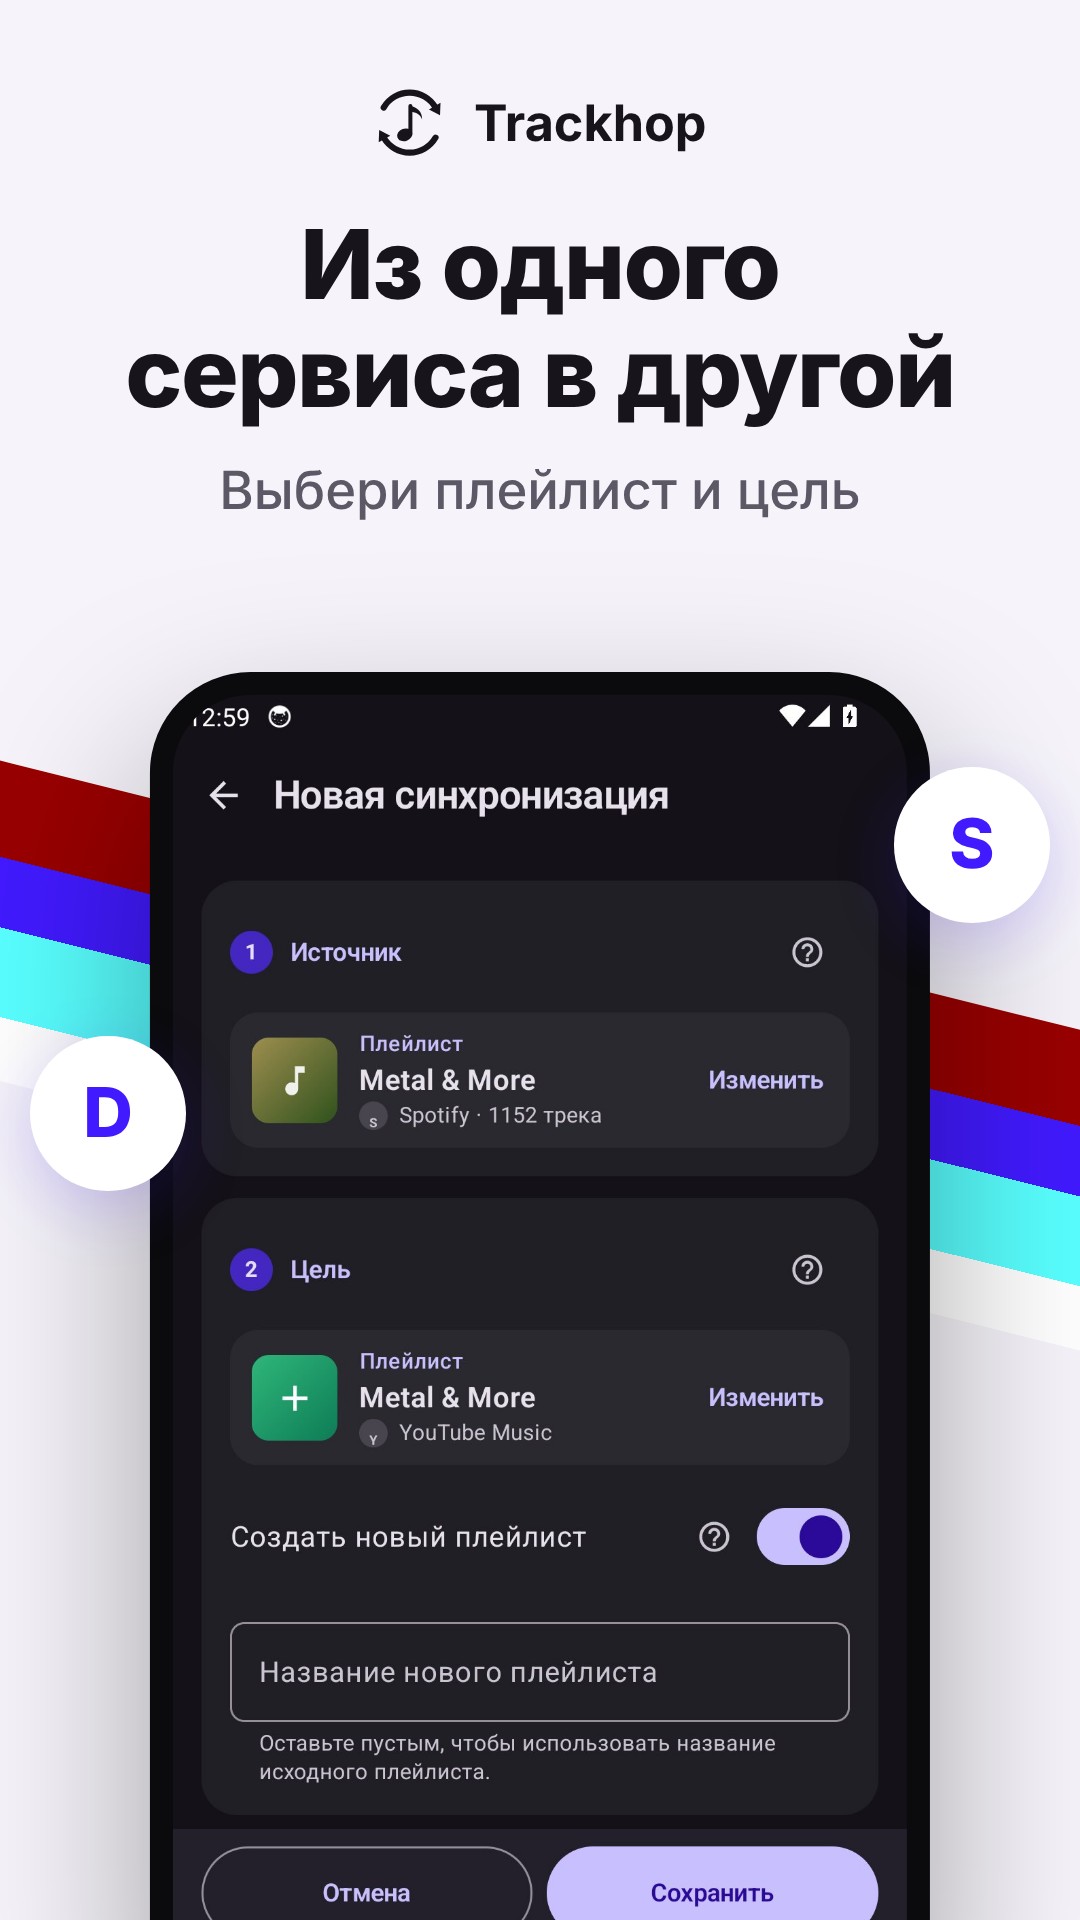 Trackhop
Из одного
сервиса в другой
Выбери плейлист и цель
12:59
Новая синхронизация
S
1 Источник
Плейлист
Metal & More
Изменить
S Spotify · 1152 трека
D
2 Цель
Плейлист
Metal & More
Изменить
Y YouTube Music
Создать новый плейлист
Название нового плейлиста
Оставьте пустым, чтобы использовать название
исходного плейлиста.
Отмена
Сохранить